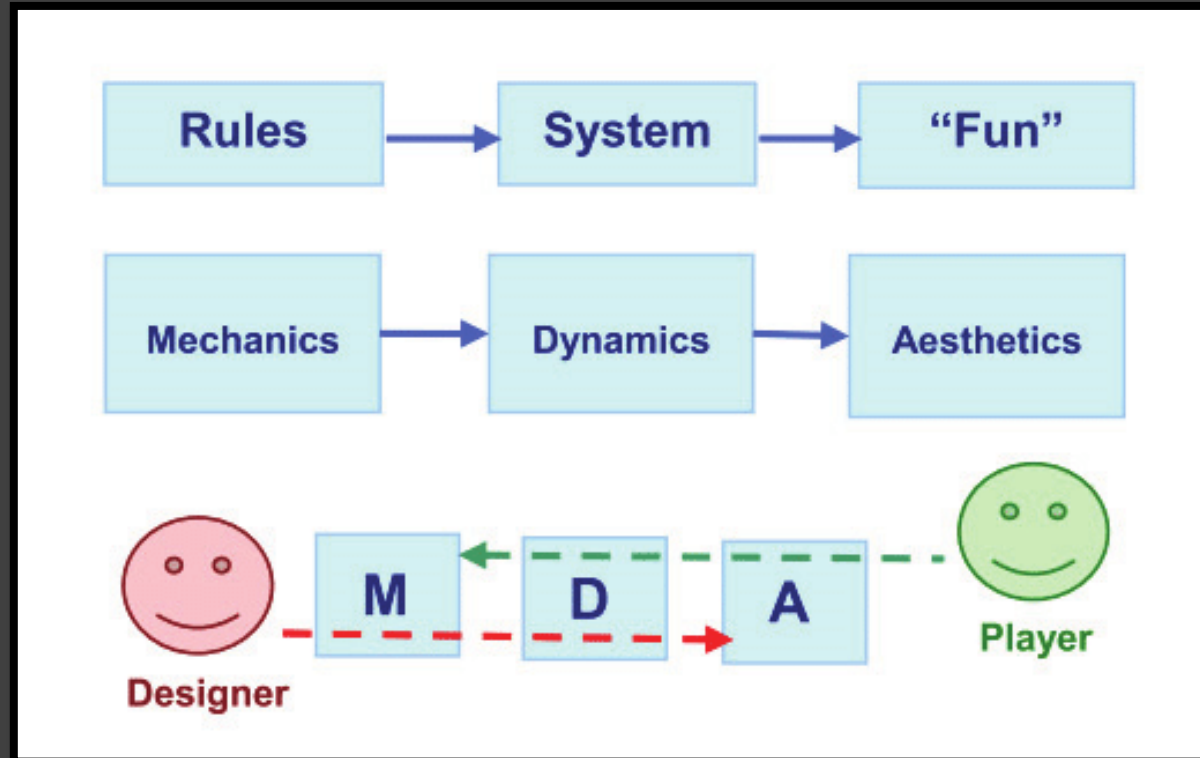 Rules
System
“Fun”
Mechanics
Dynamics
Aesthetics
M
D
A
Designer
Player